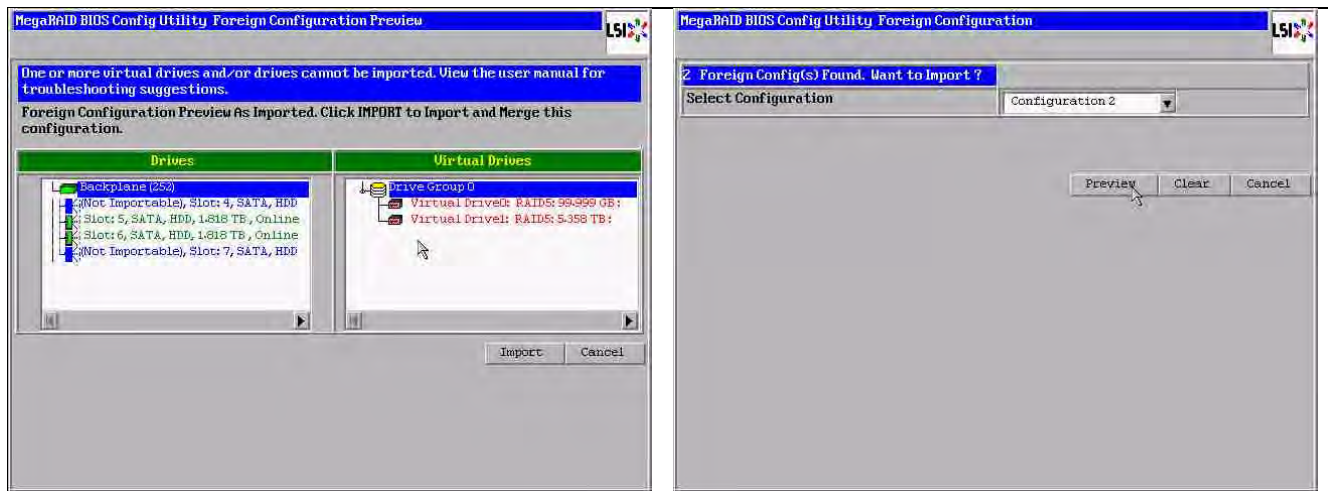 MegaRAID BIOS Config Utility Foreign Configuration Preview
LSI
One or more virtual drives and/or drives cannot be imported. View the user manual for
troubleshooting suggestions.
Foreign Configuration Preview As Imported. Click IMPORT to Import and Merge this
configuration.
Drives
Virtual Drives
Backplane (252)
(Not Importable), Slot: 4, SATA, HDD
Slot: 5, SATA, HDD, 1.818 TB, Online
Slot: 6, SATA, HDD, 1.818 TB, Online
(Not Importable), Slot: 7, SATA, HDD
Drive Group 0
Virtual Drive0: RAID5: 99.999 GB:
Virtual Drive1: RAID5: 5.358 TB:
Import
Cancel
MegaRAID BIOS Config Utility Foreign Configuration
LSI
2 Foreign Config(s) Found. Want to Import ?
Select Configuration
Configuration 2
Preview
Clear
Cancel